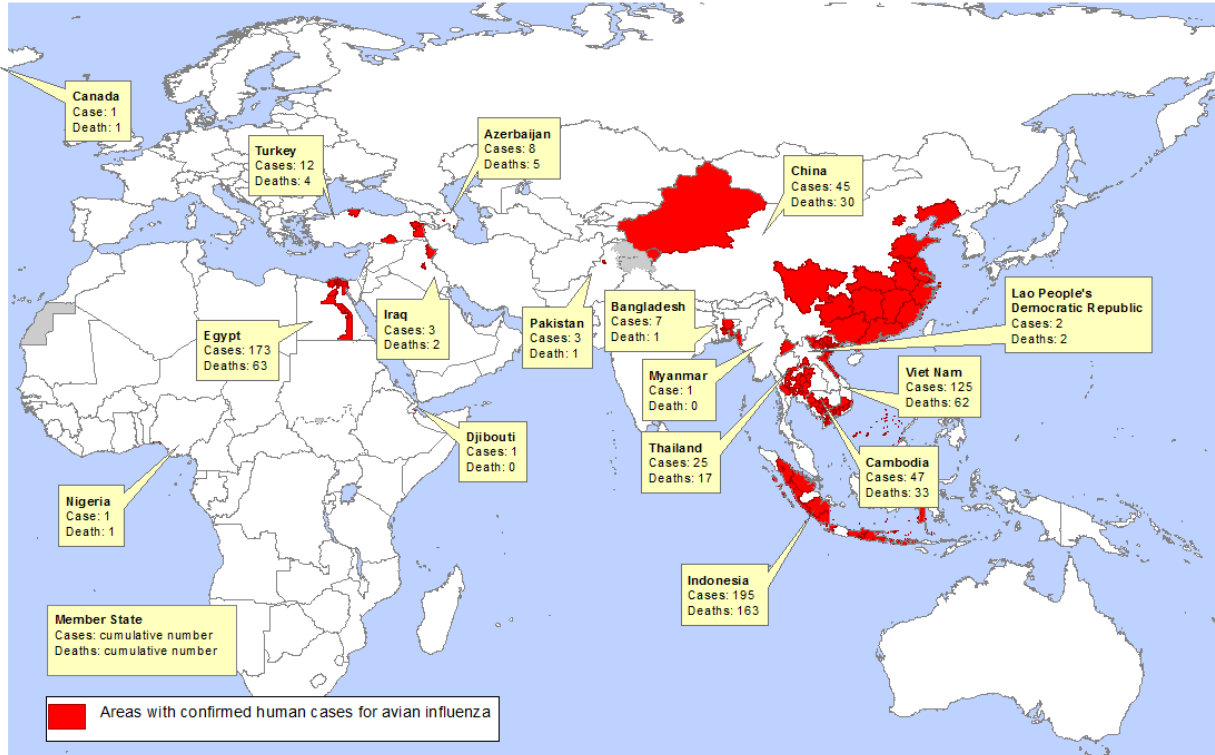 Canada
Case: 1
Death: 1
Turkey
Cases: 12
Deaths: 4
Azerbaijan
Cases: 8
Deaths: 5
China
Cases: 45
Deaths: 30
Egypt
Cases: 173
Deaths: 63
Iraq
Cases: 3
Deaths: 2
Pakistan
Cases: 3
Death: 1
Bangladesh
Cases: 7
Death: 1
Lao People's
Democratic Republic
Cases: 2
Deaths: 2
Myanmar
Case: 1
Death: 0
Viet Nam
Cases: 125
Deaths: 62
Djibouti
Cases: 1
Death: 0
Thailand
Cases: 25
Deaths: 17
Cambodia
Cases: 47
Deaths: 33
Nigeria
Case: 1
Death: 1
Indonesia
Cases: 195
Deaths: 163
Member State
Cases: cumulative number
Deaths: cumulative number
Areas with confirmed human cases for avian influenza